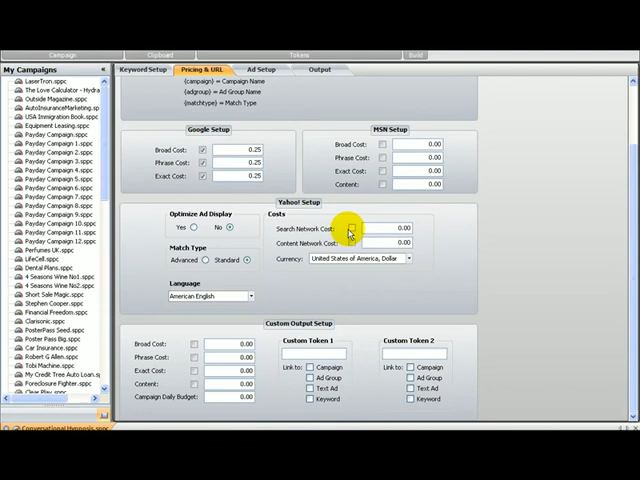 Campaign Clipboard Tokens Build
My Campaigns «
Keyword Setup Pricing & URL Ad Setup Output
LaserTron.sppc
The Love Calculator - Hydra
Outside Magazine.sppc
AutoInsuranceMarketing.sp
USA Immigration Book.sppc
Equipment Leasing.sppc
Payday Campaign.sppc
Payday Campaign 1.sppc
Payday Campaign 2.sppc
Payday Campaign 3.sppc
Payday Campaign 4.sppc
Payday Campaign 5.sppc
Payday Campaign 6.sppc
Payday Campaign 7.sppc
Payday Campaign 8.sppc
Payday Campaign 9.sppc
Payday Campaign 10.sppc
Payday Campaign 11.sppc
Payday Campaign 12.sppc
Perfumes UK.sppc
LifeCell.sppc
Dental Plans.sppc
4 Seasons Wine No1.sppc
4 Seasons Wine No2.sppc
Short Sale Magic.sppc
Stephen Cooper.sppc
Financial Freedom.sppc
Clarisonic.sppc
PosterPass Seed.sppc
Poster Pass Big.sppc
Car Insurance.sppc
Robert G Allen.sppc
Tobi Machine.sppc
My Credit Tree Auto Loan.s
Foreclosure Fighter.sppc
Clear Play.sppc
Conversational Hypnosis.sppc
{campaign} = Campaign Name
{adgroup} = Ad Group Name
{matchtype} = Match Type
Google Setup
Broad Cost: 0.25
Phrase Cost: 0.25
Exact Cost: 0.25
MSN Setup
Broad Cost: 0.00
Phrase Cost: 0.00
Exact Cost: 0.00
Content: 0.00
Yahoo! Setup
Optimize Ad Display
Yes No
Match Type
Advanced Standard
Language
American English
Costs
Search Network Cost: 0.00
Content Network Cost: 0.00
Currency: United States of America, Dollar
Custom Output Setup
Broad Cost: 0.00
Phrase Cost: 0.00
Exact Cost: 0.00
Content: 0.00
Campaign Daily Budget: 0.00
Custom Token 1
Link to: Campaign
Ad Group
Text Ad
Keyword
Custom Token 2
Link to: Campaign
Ad Group
Text Ad
Keyword